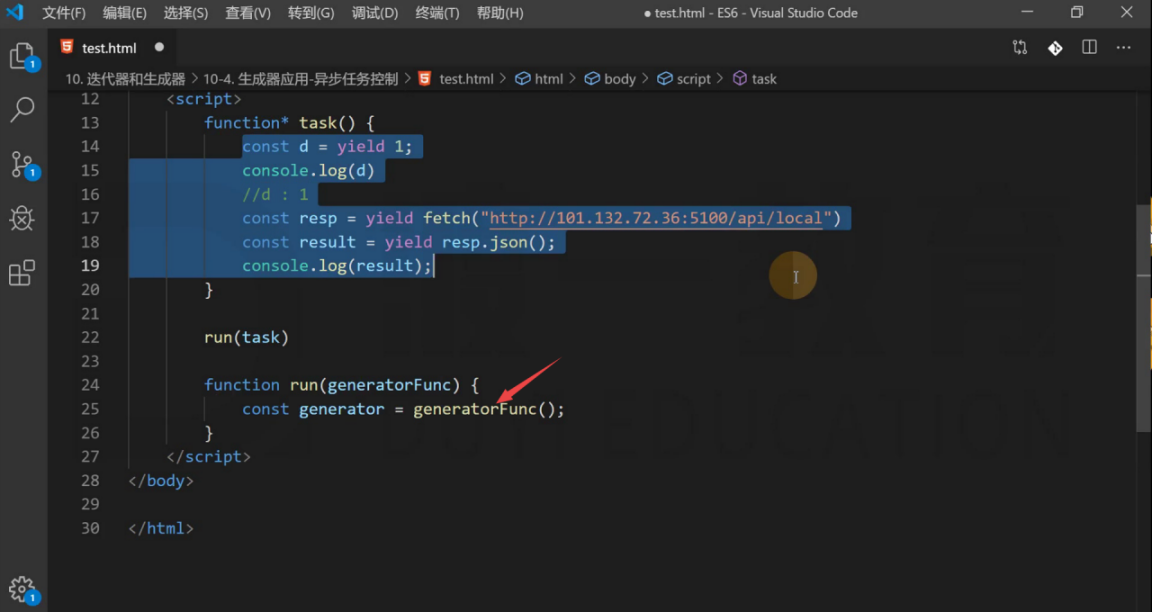 文件(F) 编辑(E) 选择(S) 查看(V) 转到(G) 调试(D) 终端(T) 帮助(H) ● test.html - ES6 - Visual Studio Code
test.html
10. 迭代器和生成器 > 10-4. 生成器应用-异步任务控制 > test.html > html > body > script > task
12 <script>
13 function* task() {
14 const d = yield 1;
15 console.log(d)
16 //d : 1
17 const resp = yield fetch("http://101.132.72.36:5100/api/local")
18 const result = yield resp.json();
19 console.log(result);
20 }
21
22 run(task)
23
24 function run(generatorFunc) {
25 const generator = generatorFunc();
26 }
27 </script>
28 </body>
29
30 </html>
1
1
1
EDUCATION